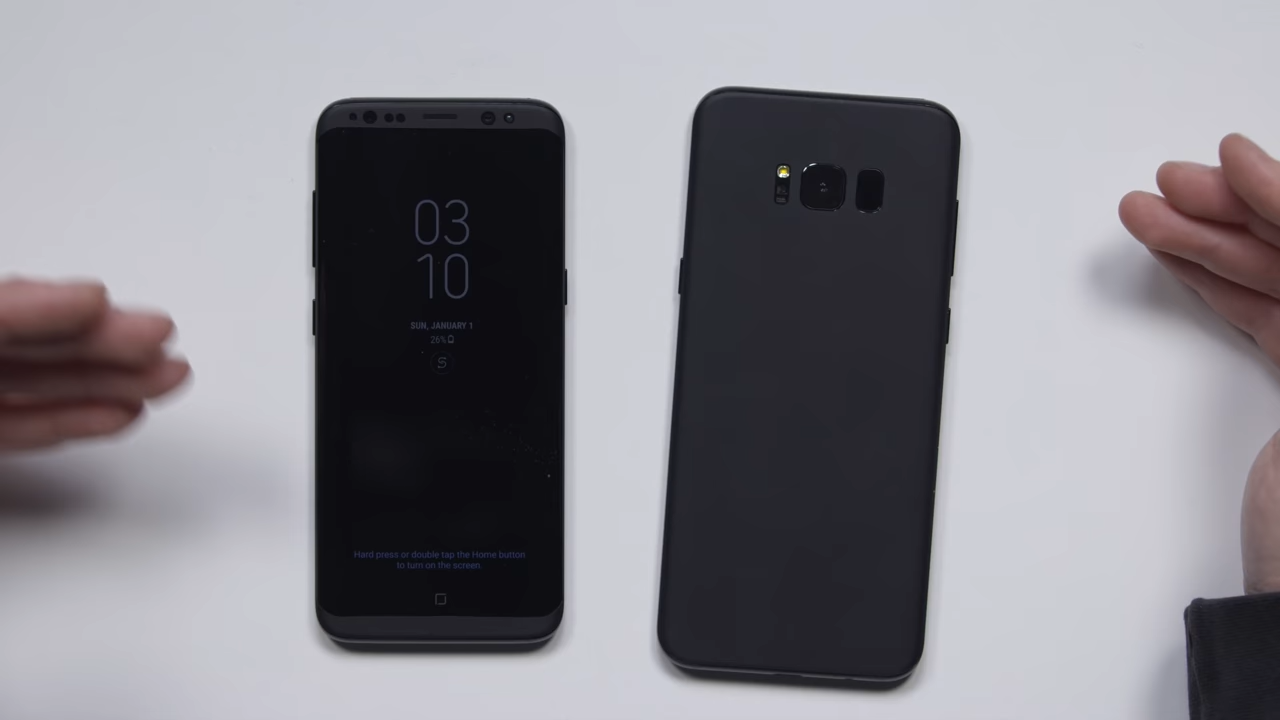 03
10
SUN, JANUARY 1
26%
Hard press or double tap the Home button
to turn on the screen.